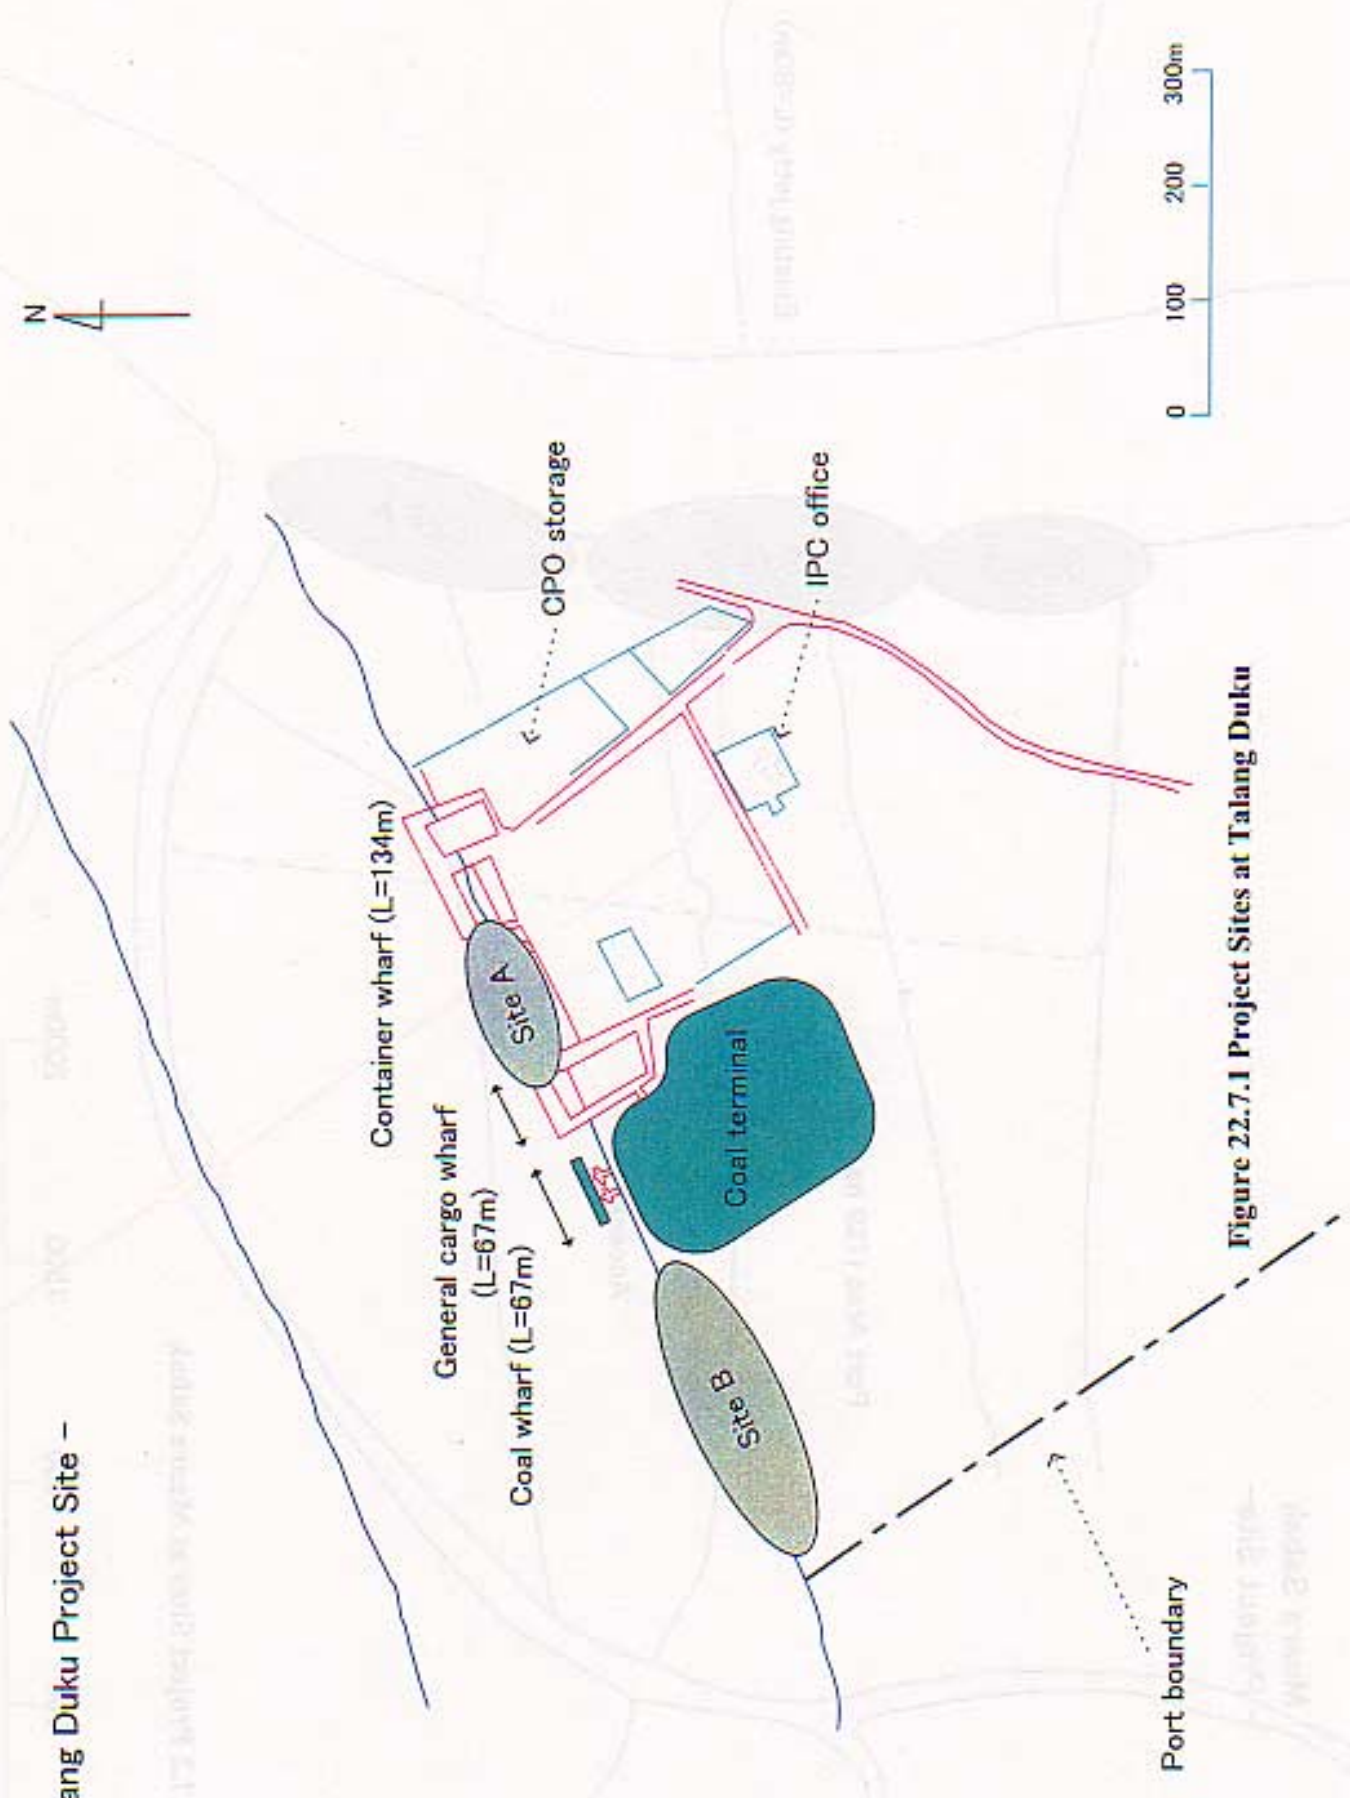 ang Duku Project Site –
N
Container wharf (L=134m)
General cargo wharf
(L=67m)
Coal wharf (L=67m)
CPO storage
Site A
IPC office
Coal terminal
Site B
Port boundary
0 100 200 300m
Figure 22.7.1 Project Sites at Talang Duku